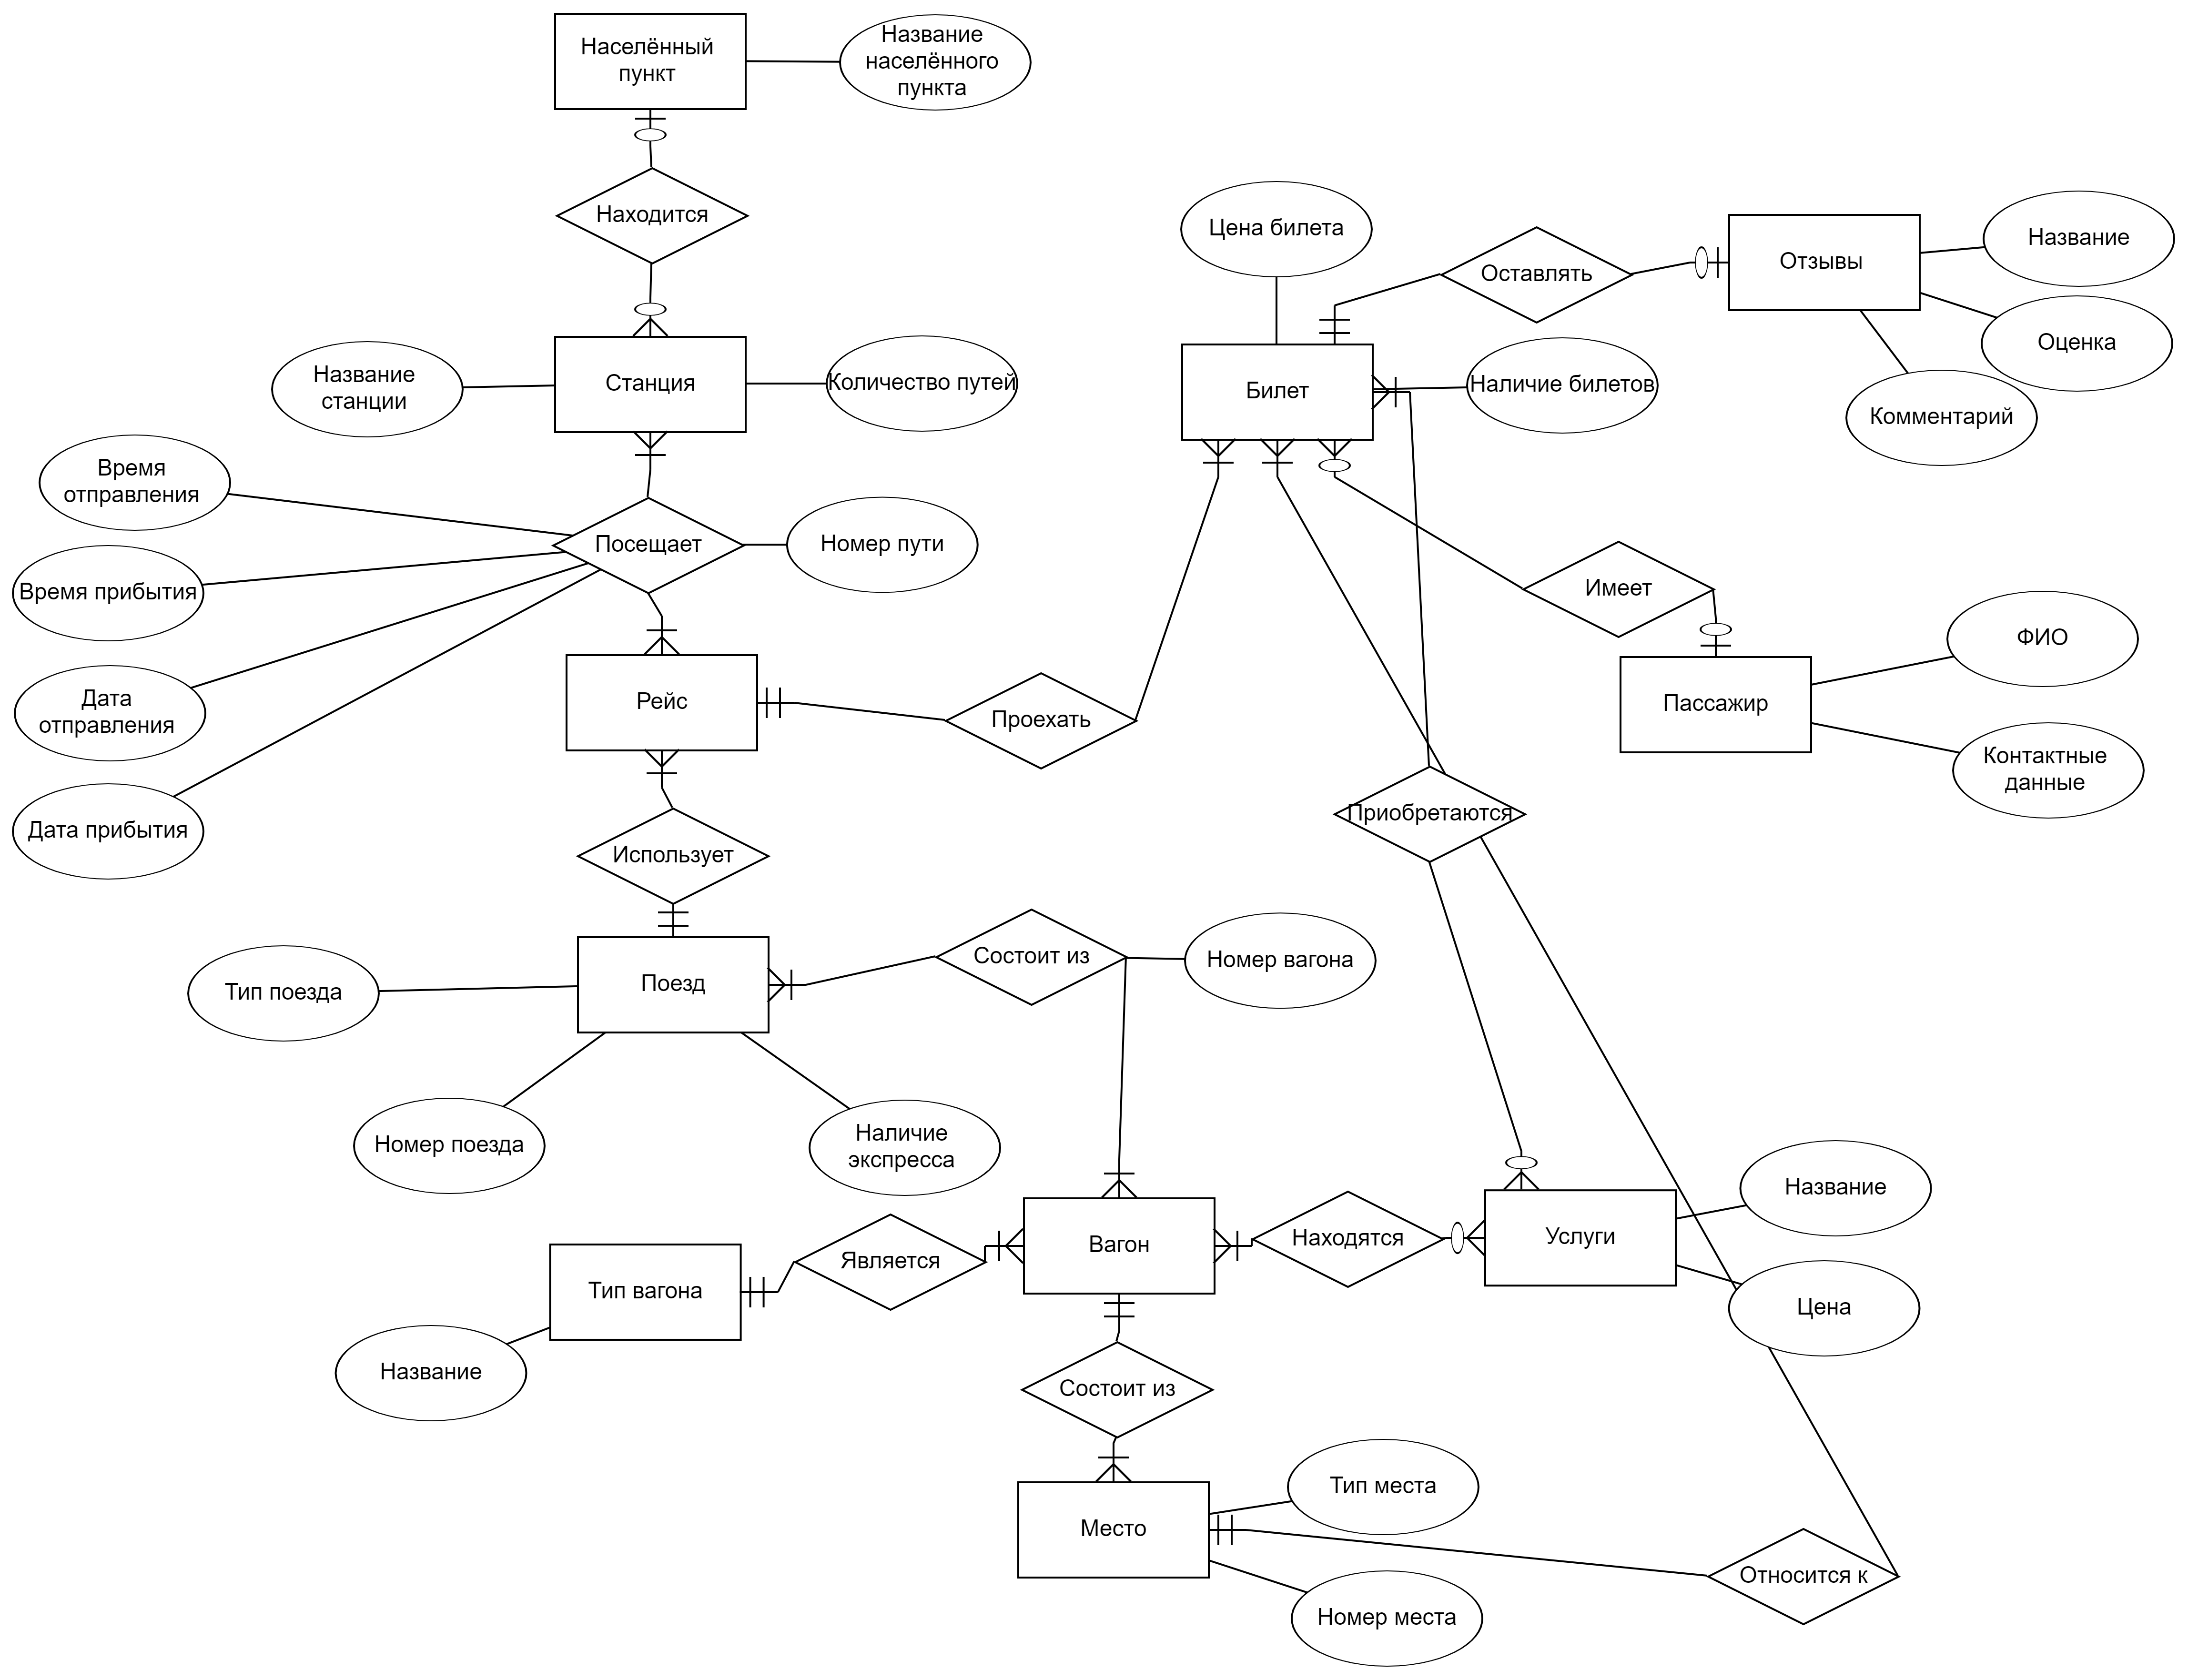 Населённый
пункт
Название
населённого
пункта
Находится
Цена билета
Оставлять
Отзывы
Название
Оценка
Комментарий
Название
станции
Станция
Количество путей
Билет
Наличие билетов
Время
отправления
Время прибытия
Дата
отправления
Дата прибытия
Посещает
Номер пути
Имеет
ФИО
Пассажир
Контактные
данные
Рейс
Проехать
Приобретаются
Использует
Тип поезда
Поезд
Состоит из
Номер вагона
Номер поезда
Наличие
экспресса
Тип вагона
Является
Вагон
Находятся
Услуги
Название
Цена
Название
Состоит из
Место
Тип места
Номер места
Относится к